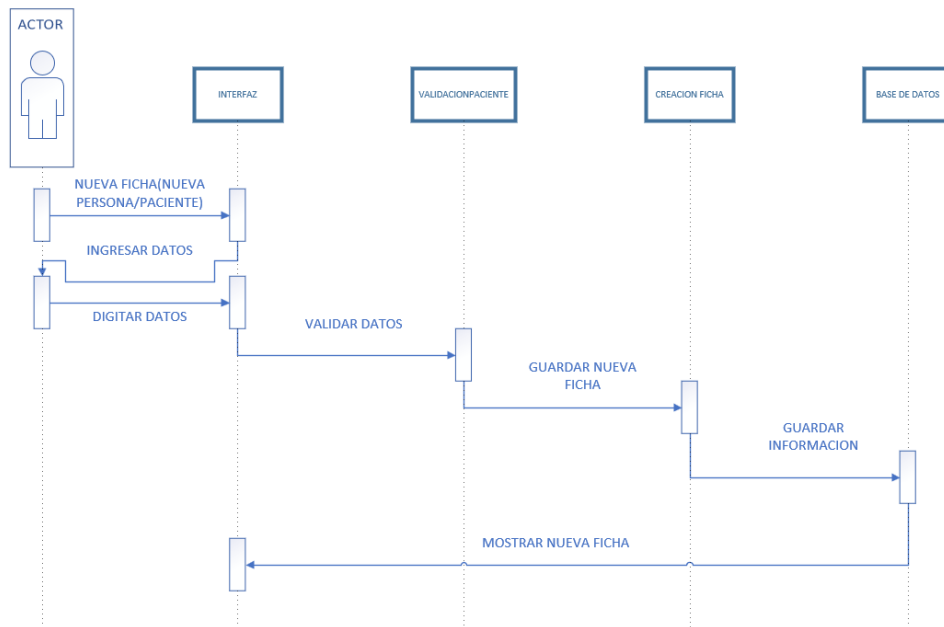 ACTOR
INTERFAZ
VALIDACIONPACIENTE
CREACION FICHA
BASE DE DATOS
NUEVA FICHA(NUEVA
PERSONA/PACIENTE)
INGRESAR DATOS
DIGITAR DATOS
VALIDAR DATOS
GUARDAR NUEVA
FICHA
GUARDAR
INFORMACION
MOSTRAR NUEVA FICHA